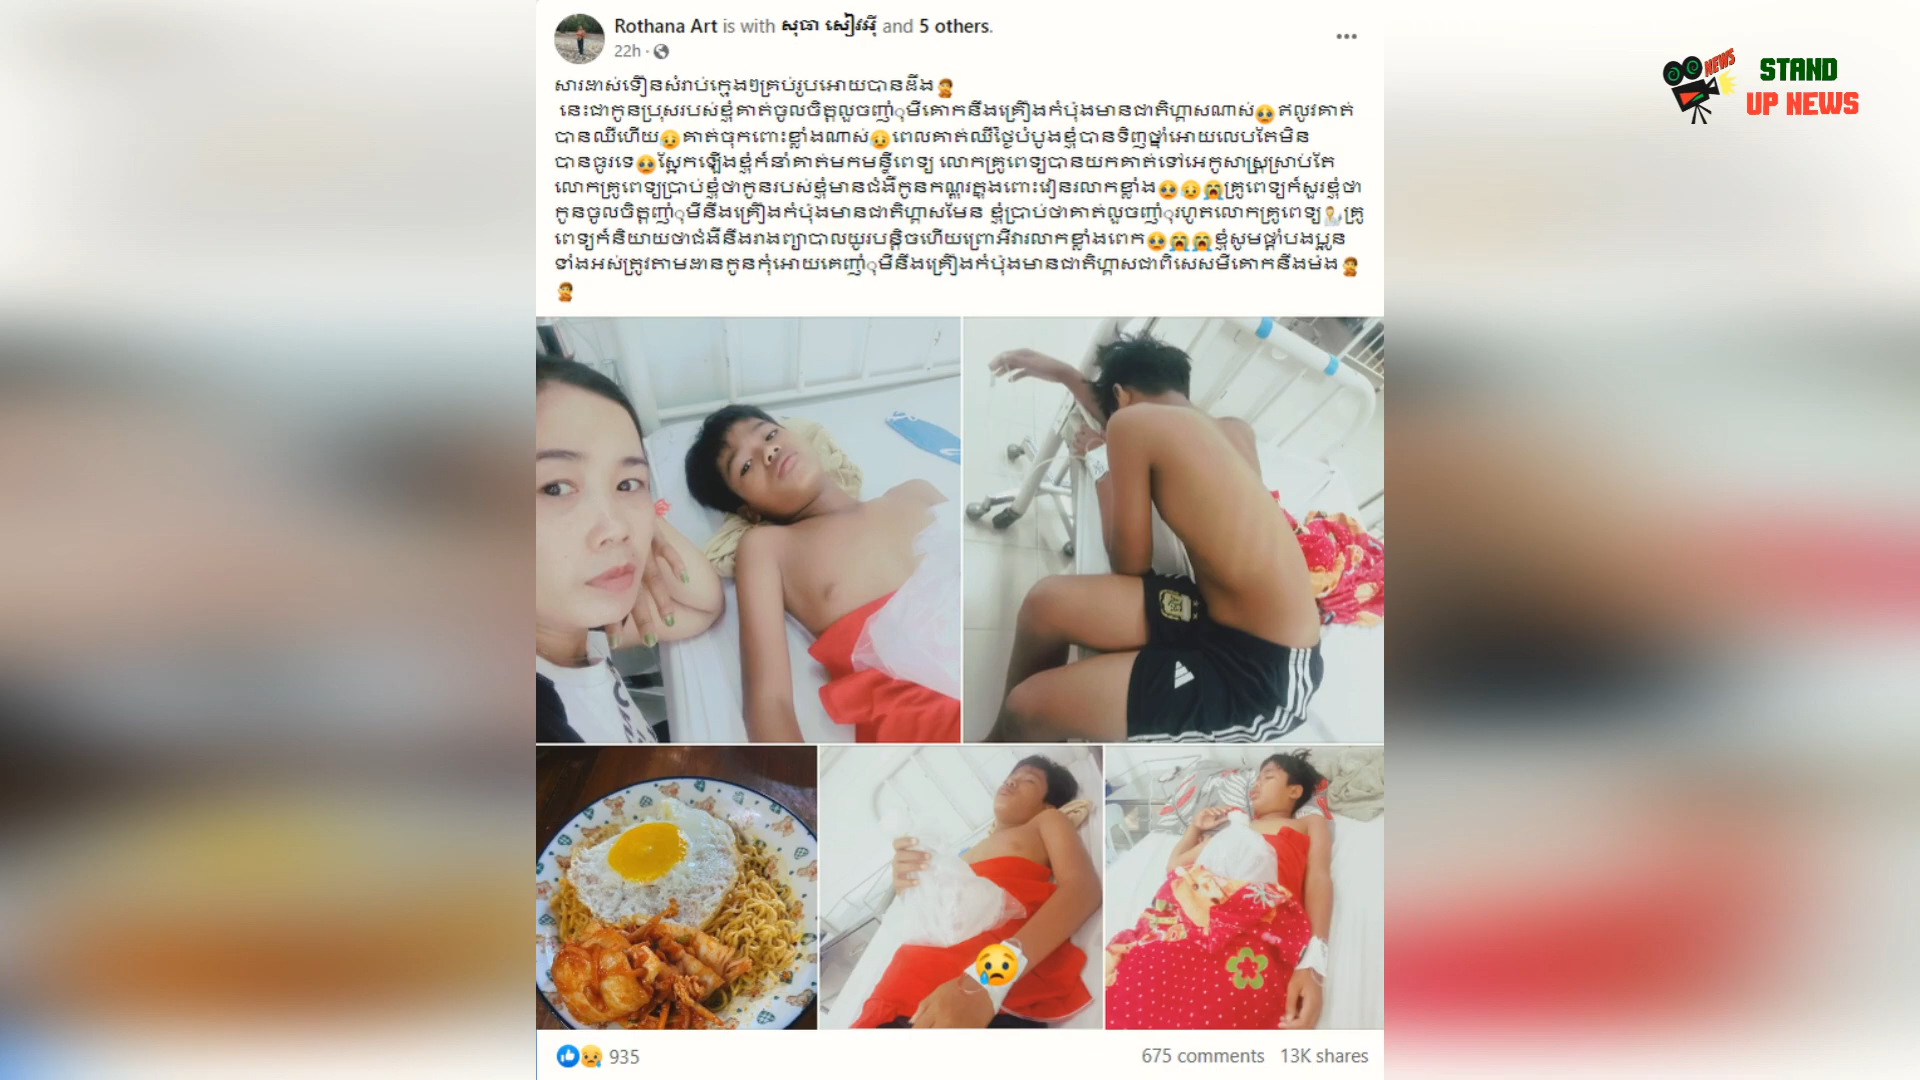 Rothana Art is with សុធា សៀវអ៊ី and 5 others.
22h
NEWS
STAND
UP NEWS
សារដាស់ទឿនសំរាប់ក្មេងៗគ្រប់រូបអោយបានដឹង🙅
នេះជាកូនប្រុសរបស់ខ្ញុំគាត់ចូលចិត្តលួចញាំុមីគោកនឹងគ្រឿងកំប៉ុងមានជាតិហ្គាសណាស់🥺ឥលូវគាត់
បានឈឺហើយ😥គាត់ចុកពោះខ្លាំងណាស់😥ពេលគាត់ឈឺថ្ងៃបំបូងខ្ញុំបានទិញថ្នាំអោយលេបតែមិន
បានធូរទេ🥺ស្អែកឡើងខ្ញុំក៏នាំគាត់មកមន្ទីពេទ្យ លោកគ្រូពេទ្យបានយកគាត់ទៅអេកូសាស្ត្រស្រាប់តែ
លោកគ្រូពេទ្យប្រាប់ខ្ញុំថាកូនរបស់ខ្ញុំមានជំងឺកូនកណ្តុរក្នុងពោះវៀនរលាកខ្លាំង🥺😥😭គ្រូពេទ្យក៏សួរខ្ញុំថា
កូនចូលចិត្តញាំុមីនឹងគ្រឿងកំប៉ុងមានជាតិហ្គាសមែន ខ្ញុំប្រាប់ថាគាត់លួចញាំុរហូតលោកគ្រូពេទ្យ👨‍⚕️គ្រូ
ពេទ្យក៏និយាយថាជំងឺនឹងរាងព្យាបាលយូរបន្តិចហើយព្រោអីវារលាកខ្លាំងពេក🥺😭😭ខ្ញុំសូមផ្តាំបងប្អូន
ទាំងអស់ត្រូវតាមដានកូនកុំអោយគេញាំុមីនឹងគ្រឿងកំប៉ុងមានជាតិហ្គាសជាពិសេសមីគោកនឹងម៉ង🙅
🙅
935
675 comments 13K shares